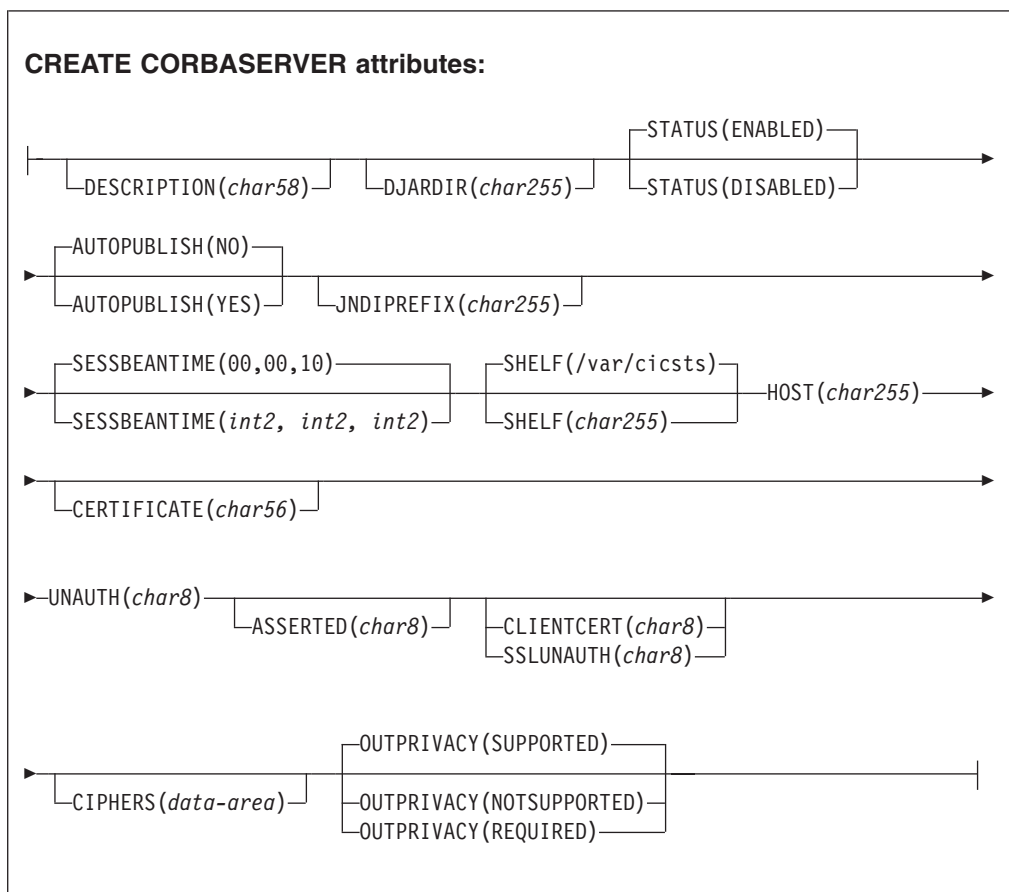 CREATE CORBASERVER attributes:
STATUS(ENABLED)
DESCRIPTION(char58) DJARDIR(char255) STATUS(DISABLED)
AUTOPUBLISH(NO)
AUTOPUBLISH(YES) JNDIPREFIX(char255)
SESSBEANTIME(00,00,10) SHELF(/var/cicsts)
HOST(char255)
SESSBEANTIME(int2, int2, int2) SHELF(char255)
CERTIFICATE(char56)
UNAUTH(char8)
ASSERTED(char8) CLIENTCERT(char8)
SSLUNAUTH(char8)
OUTPRIVACY(SUPPORTED)
CIPHERS(data-area) OUTPRIVACY(NOTSUPPORTED)
OUTPRIVACY(REQUIRED)